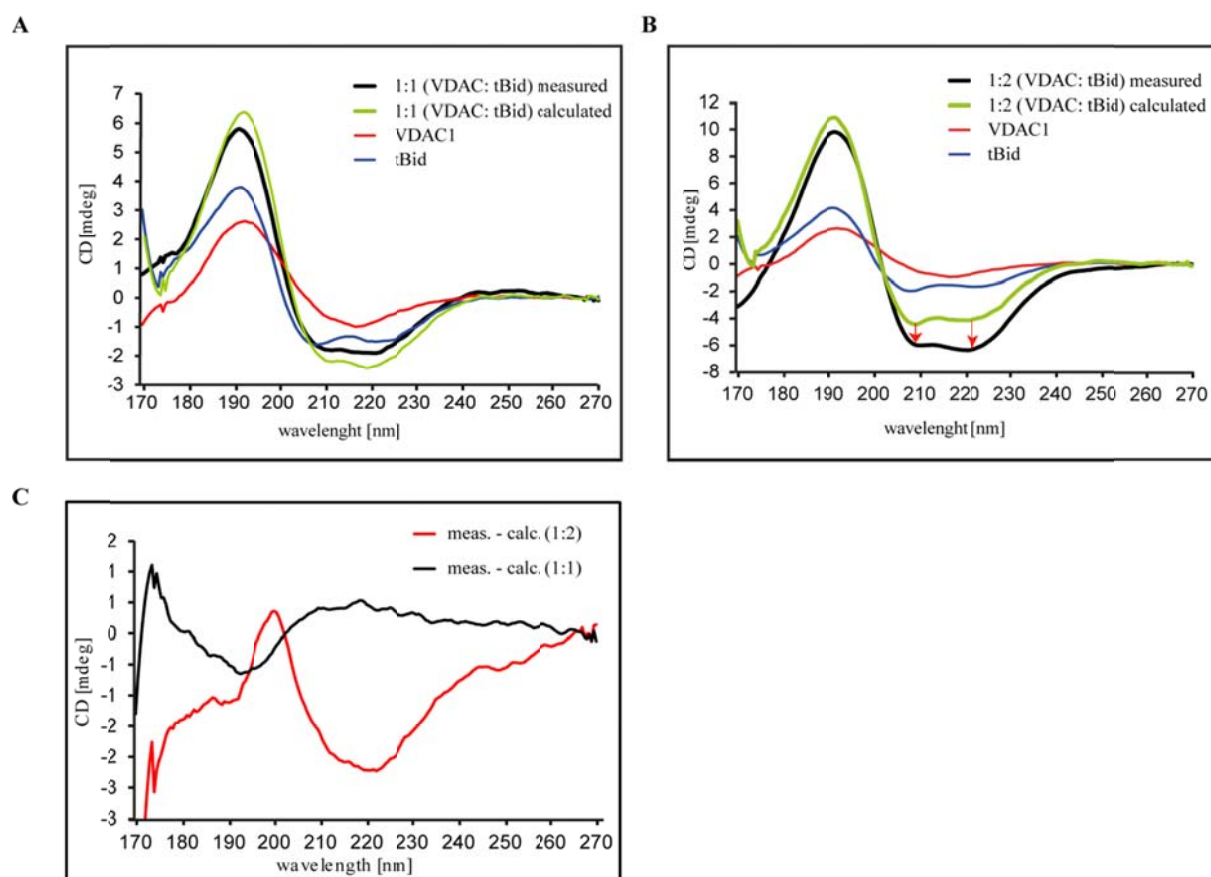 A
1:1 (VDAC: tBid) measured
1:1 (VDAC: tBid) calculated
VDAC1
tBid
CD [mdeg]
7
6
5
4
3
2
1
0
-1
-2
-3
170 180 190 200 210 220 230 240 250 260 270
wavelenght [nm]
B
1:2 (VDAC: tBid) measured
1:2 (VDAC: tBid) calculated
VDAC1
tBid
CD [mdeg]
12
10
8
6
4
2
0
-2
-4
-6
-8
170 180 190 200 210 220 230 240 250 260 270
wavelenght [nm]
C
meas. - calc. (1:2)
meas. - calc. (1:1)
CD [mdeg]
2
1
1
0
-1
-1
-2
-2
-3
-3
170 180 190 200 210 220 230 240 250 260 270
wavelength [nm]